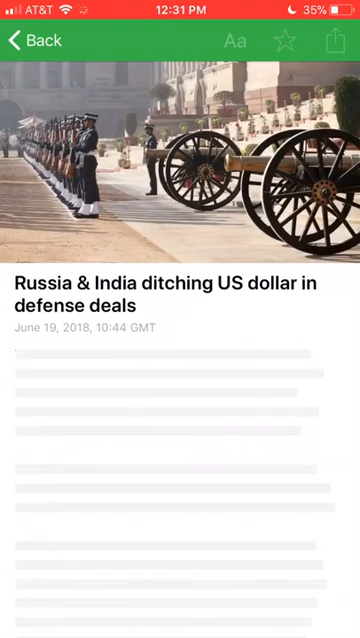 AT&T 12:31 PM 35%
Back Aa
Russia & India ditching US dollar in
defense deals
June 19, 2018, 10:44 GMT